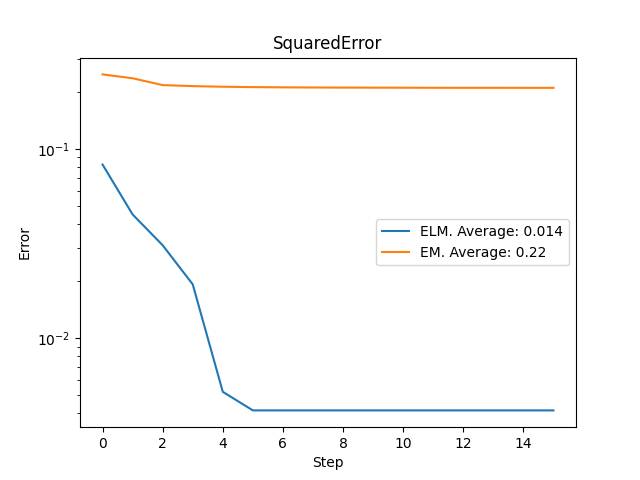 SquaredError
Error
10⁻¹
10⁻²
ELM. Average: 0.014
EM. Average: 0.22
0 2 4 6 8 10 12 14
Step